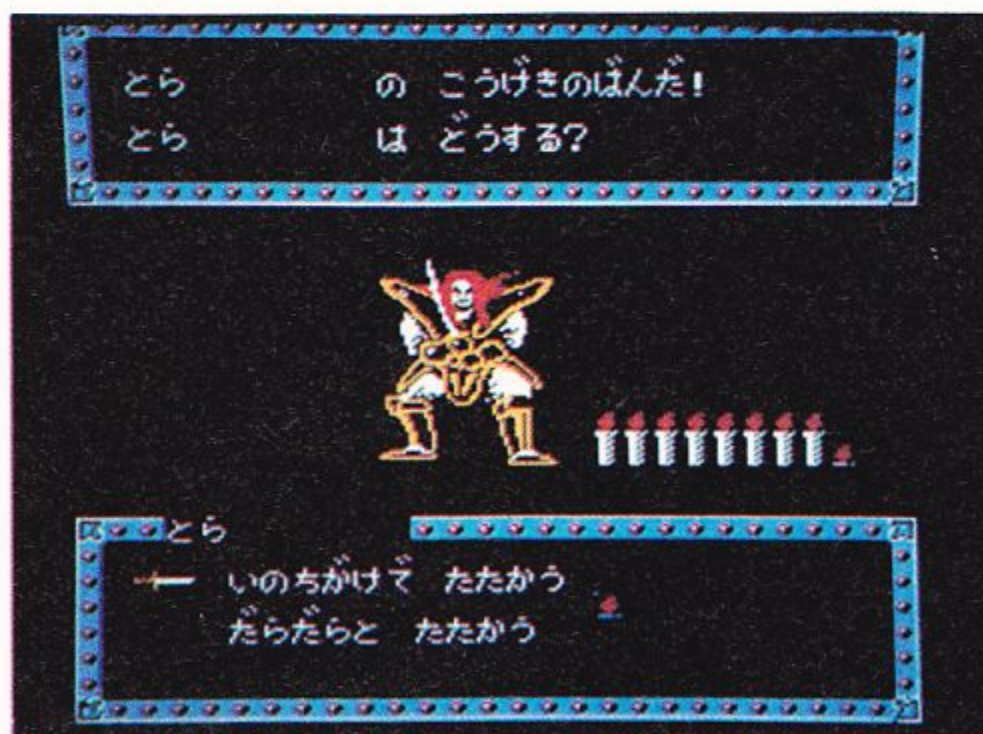 とら の こうげきのばんだ!
とら は どうする?
とら
いのちがけで たたかう
だらだらと たたかう